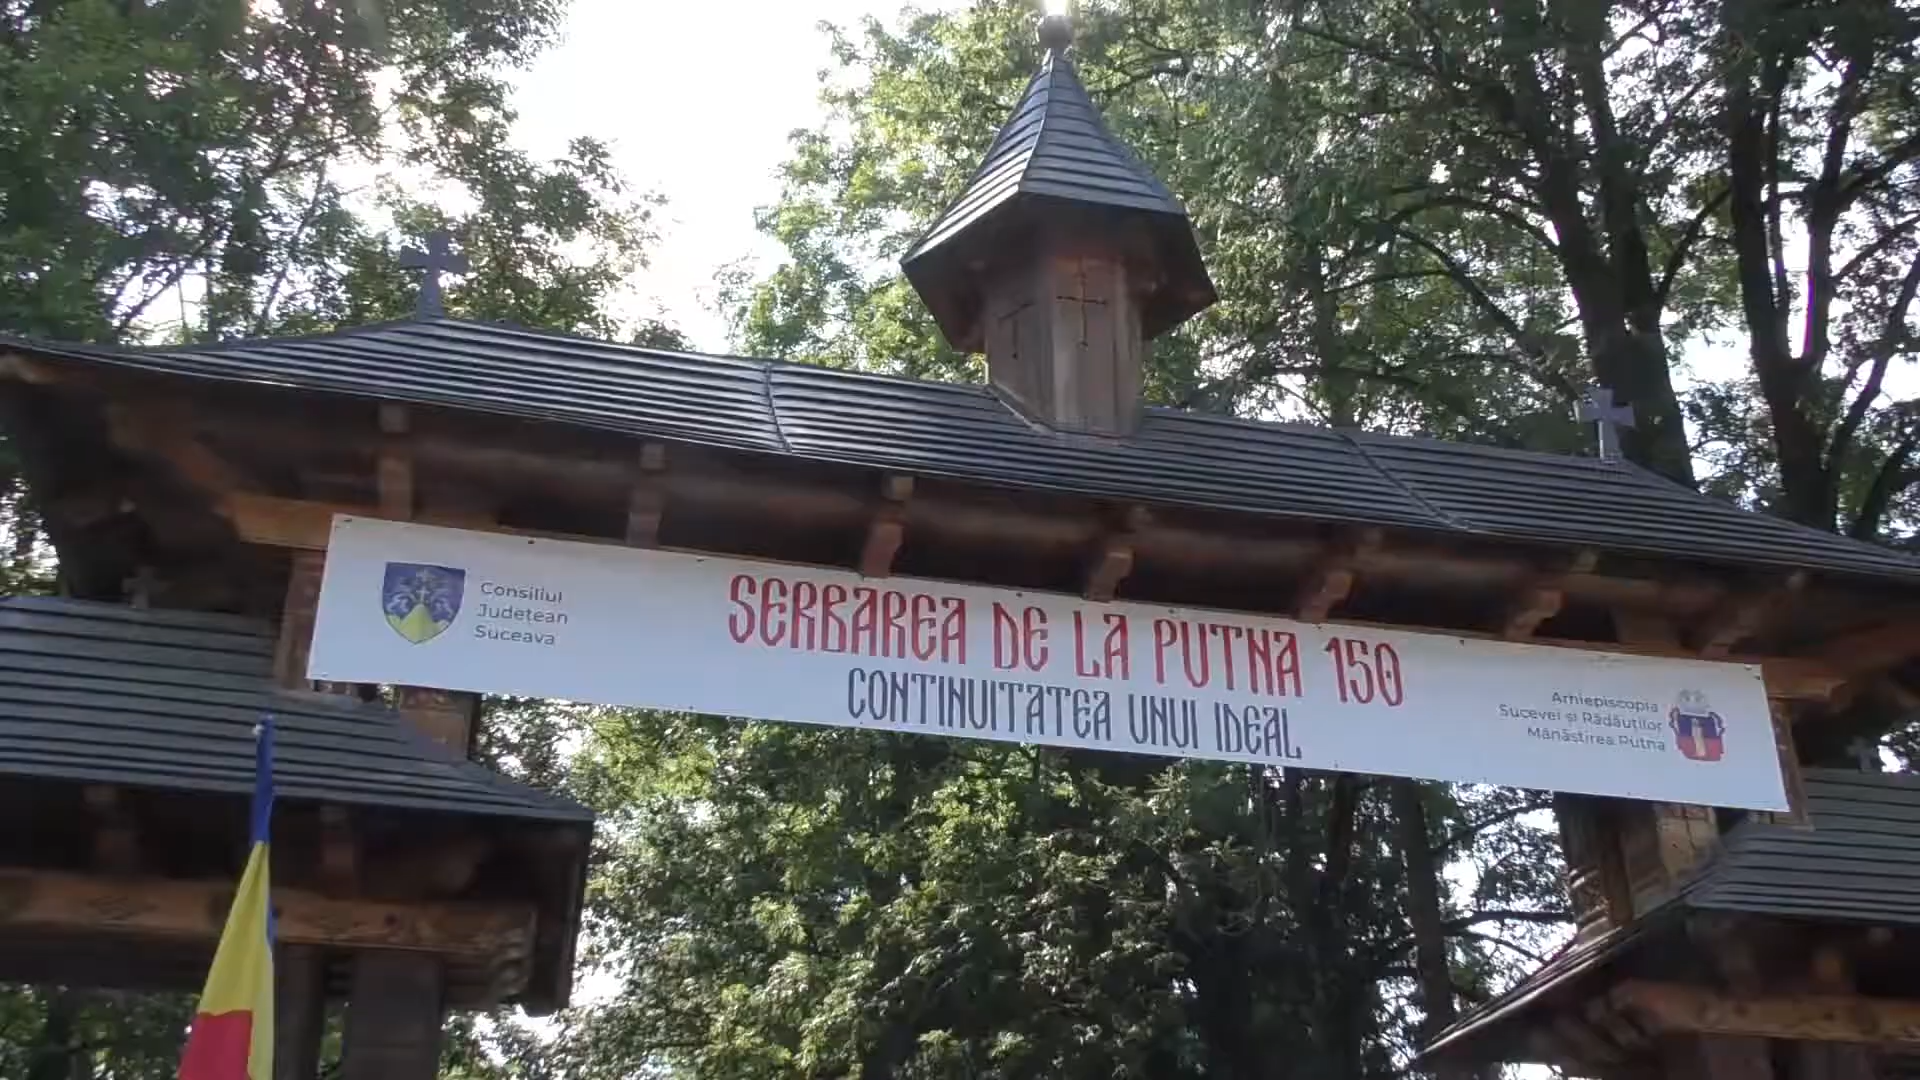 Consiliul
Județean
Suceava
SERBAREA DE LA PUTNA 150
CONTINUITATEA UNUI IDEAL
Arhiepiscopia
Sucevei și Rădăuților
Mănăstirea Putna